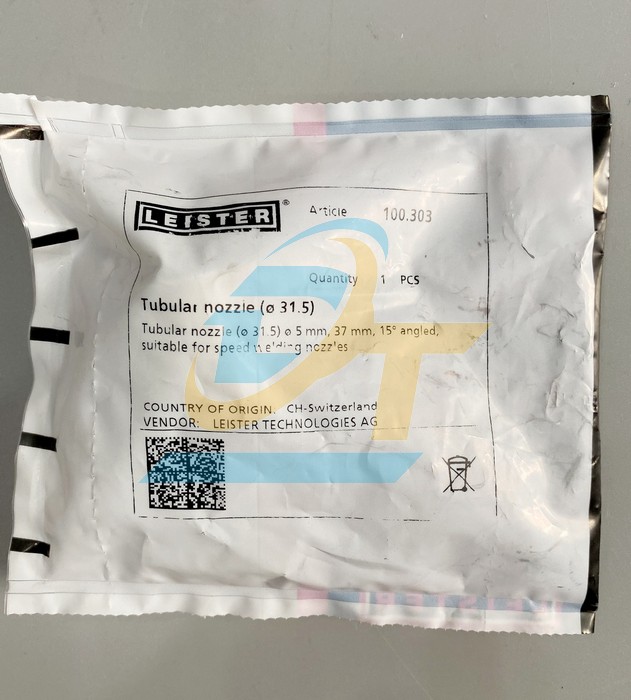 LEISTER®
Article 100.303
Quantity 1 PCS
Tubular nozzle (ø 31.5)
Tubular nozzle (ø 31.5) ø 5 mm, 37 mm, 15° angled,
suitable for speed welding nozzles
COUNTRY OF ORIGIN: CH-Switzerland
VENDOR: LEISTER TECHNOLOGIES AG
LEISTER